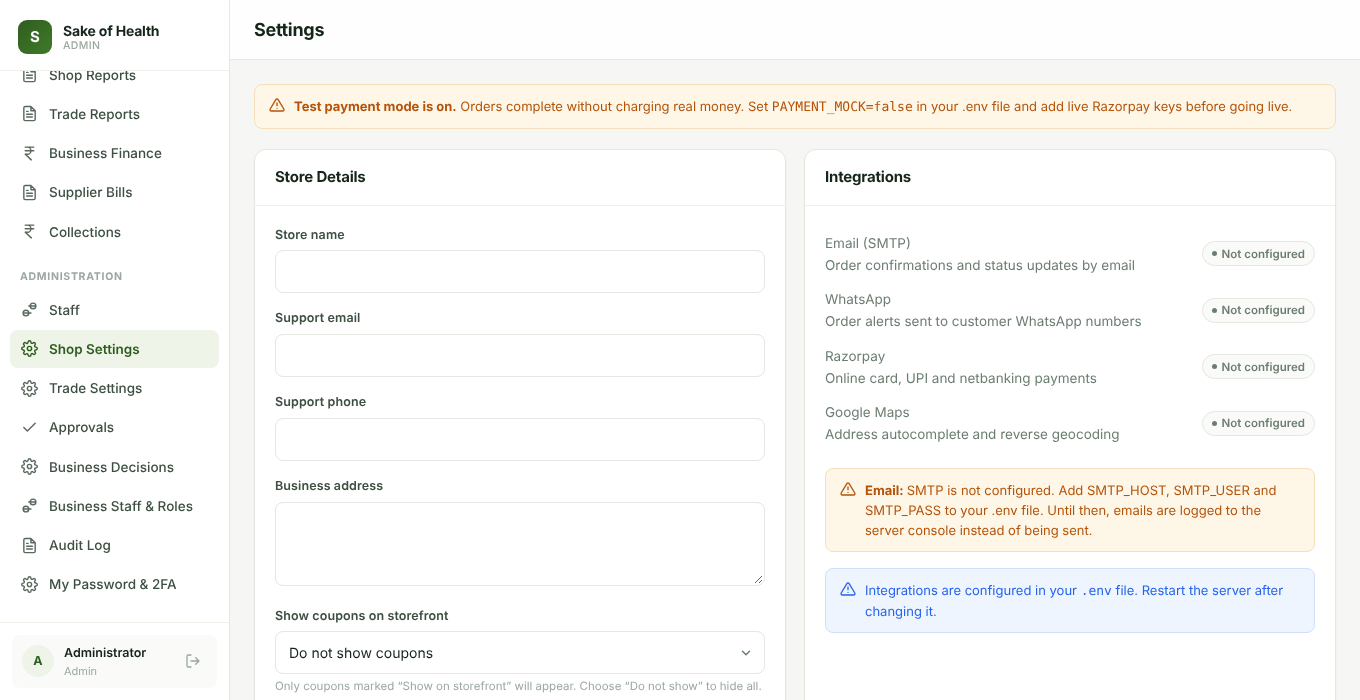 S
Sake of Health
ADMIN
Shop Reports
Trade Reports
Business Finance
Supplier Bills
Collections
ADMINISTRATION
Staff
Shop Settings
Trade Settings
Approvals
Business Decisions
Business Staff & Roles
Audit Log
My Password & 2FA
A
Administrator
Admin
Settings
Test payment mode is on. Orders complete without charging real money. Set PAYMENT_MOCK=false in your .env file and add live Razorpay keys before going live.
Store Details
Store name
Support email
Support phone
Business address
Show coupons on storefront
Do not show coupons
Only coupons marked “Show on storefront” will appear. Choose “Do not show” to hide all.
Integrations
Email (SMTP)
Order confirmations and status updates by email
Not configured
WhatsApp
Order alerts sent to customer WhatsApp numbers
Not configured
Razorpay
Online card, UPI and netbanking payments
Not configured
Google Maps
Address autocomplete and reverse geocoding
Not configured
Email: SMTP is not configured. Add SMTP_HOST, SMTP_USER and
SMTP_PASS to your .env file. Until then, emails are logged to the
server console instead of being sent.
Integrations are configured in your .env file. Restart the server after
changing it.